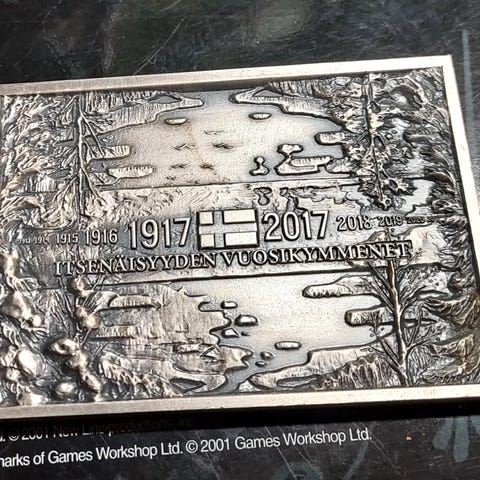 1914 1915 1916 1917 2017 2018 2019
ITSENÄISYYDEN VUOSIKYMMENET
© 2001 New Line productions, Inc
marks of Games Workshop Ltd. © 2001 Games Workshop Ltd.